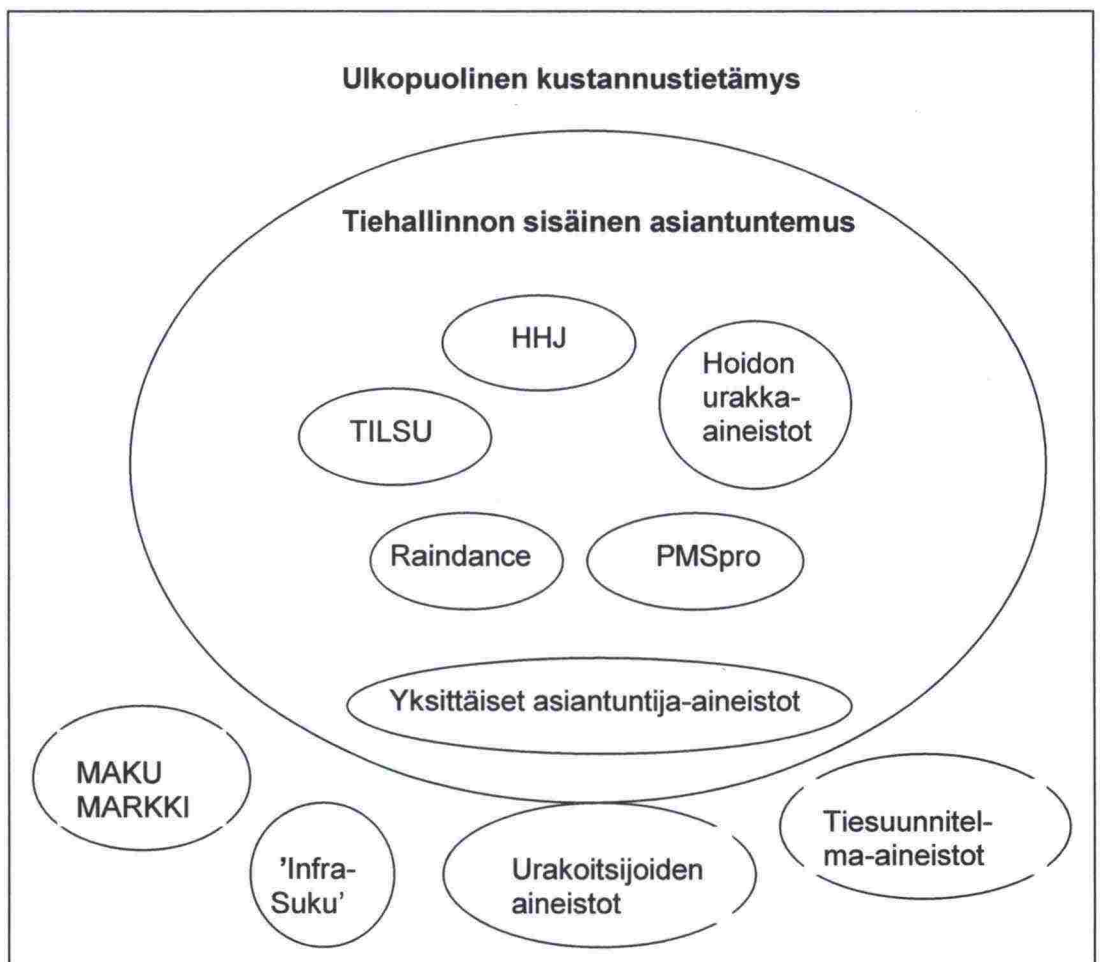 Ulkopuolinen kustannustietämys
Tiehallinnon sisäinen asiantuntemus
HHJ
Hoidon
urakka-
aineistot
TILSU
Raindance
PMSpro
Yksittäiset asiantuntija-aineistot
MAKU
MARKKI
'Infra-
Suku'
Urakoitsijoiden
aineistot
Tiesuunnitel-
ma-aineistot